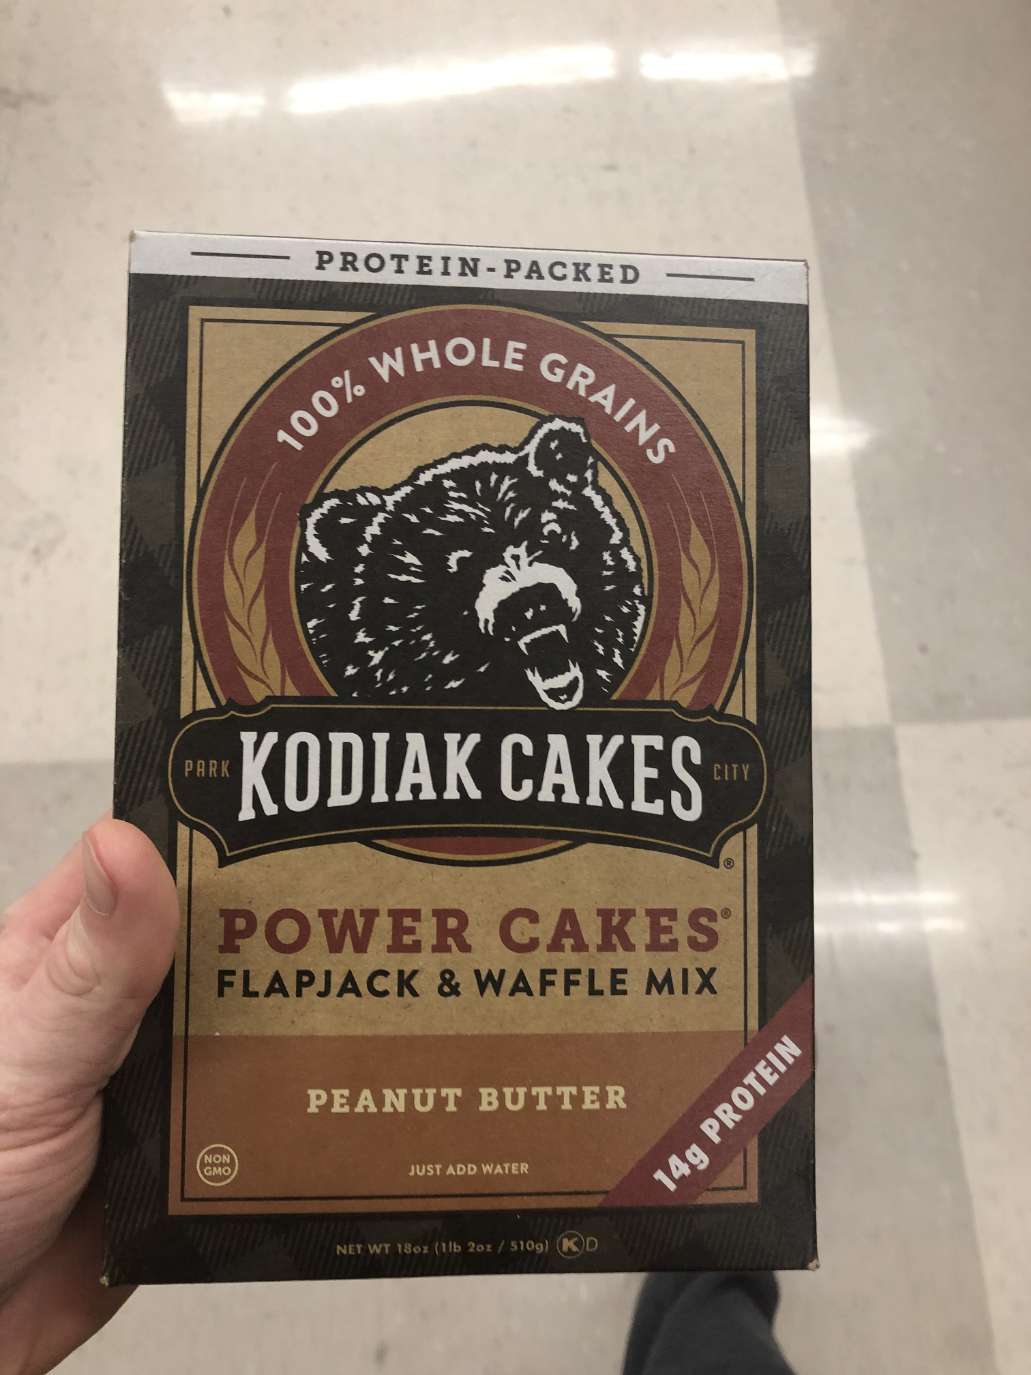 PROTEIN-PACKED
100% WHOLE GRAINS
PARK KODIAK CAKES CITY
®
POWER CAKES®
FLAPJACK & WAFFLE MIX
PEANUT BUTTER
14g PROTEIN
NON
GMO
JUST ADD WATER
NET WT 18oz (1lb 2oz / 510g) K D